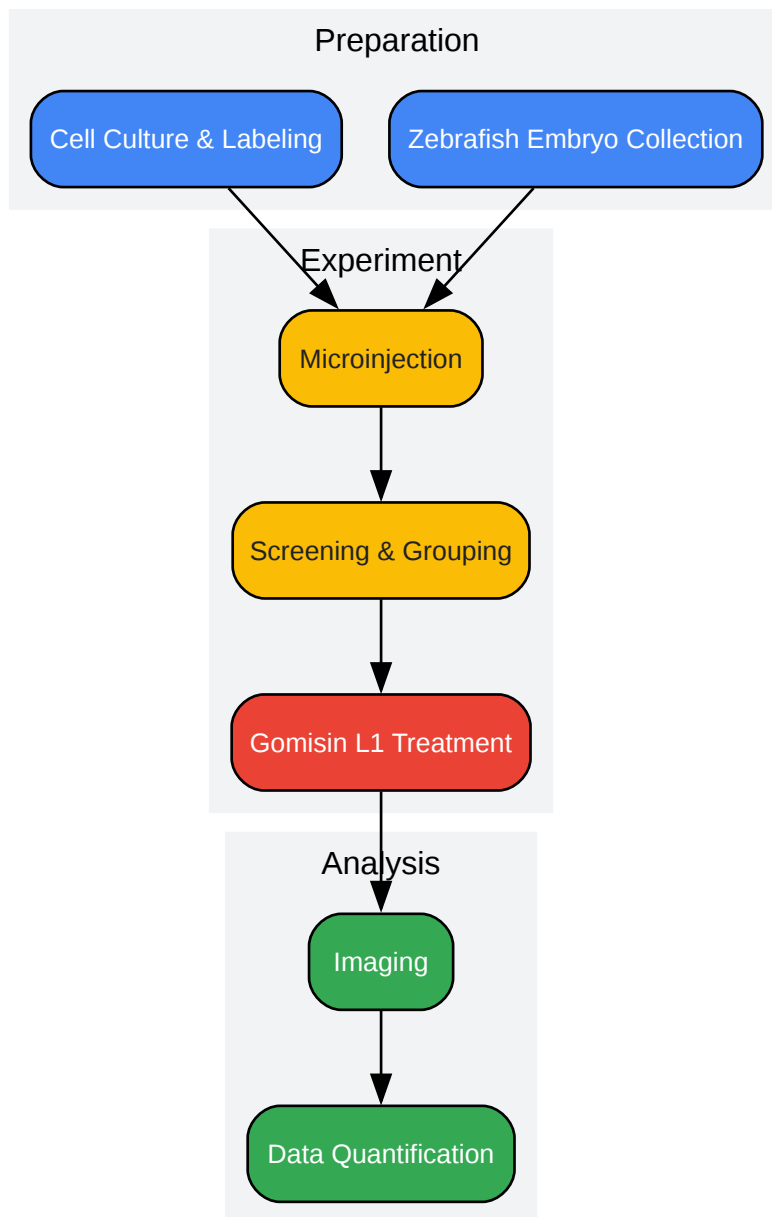 Preparation
Cell Culture & Labeling
Zebrafish Embryo Collection
Experiment
Microinjection
Screening & Grouping
Gomisin L1 Treatment
Analysis
Imaging
Data Quantification